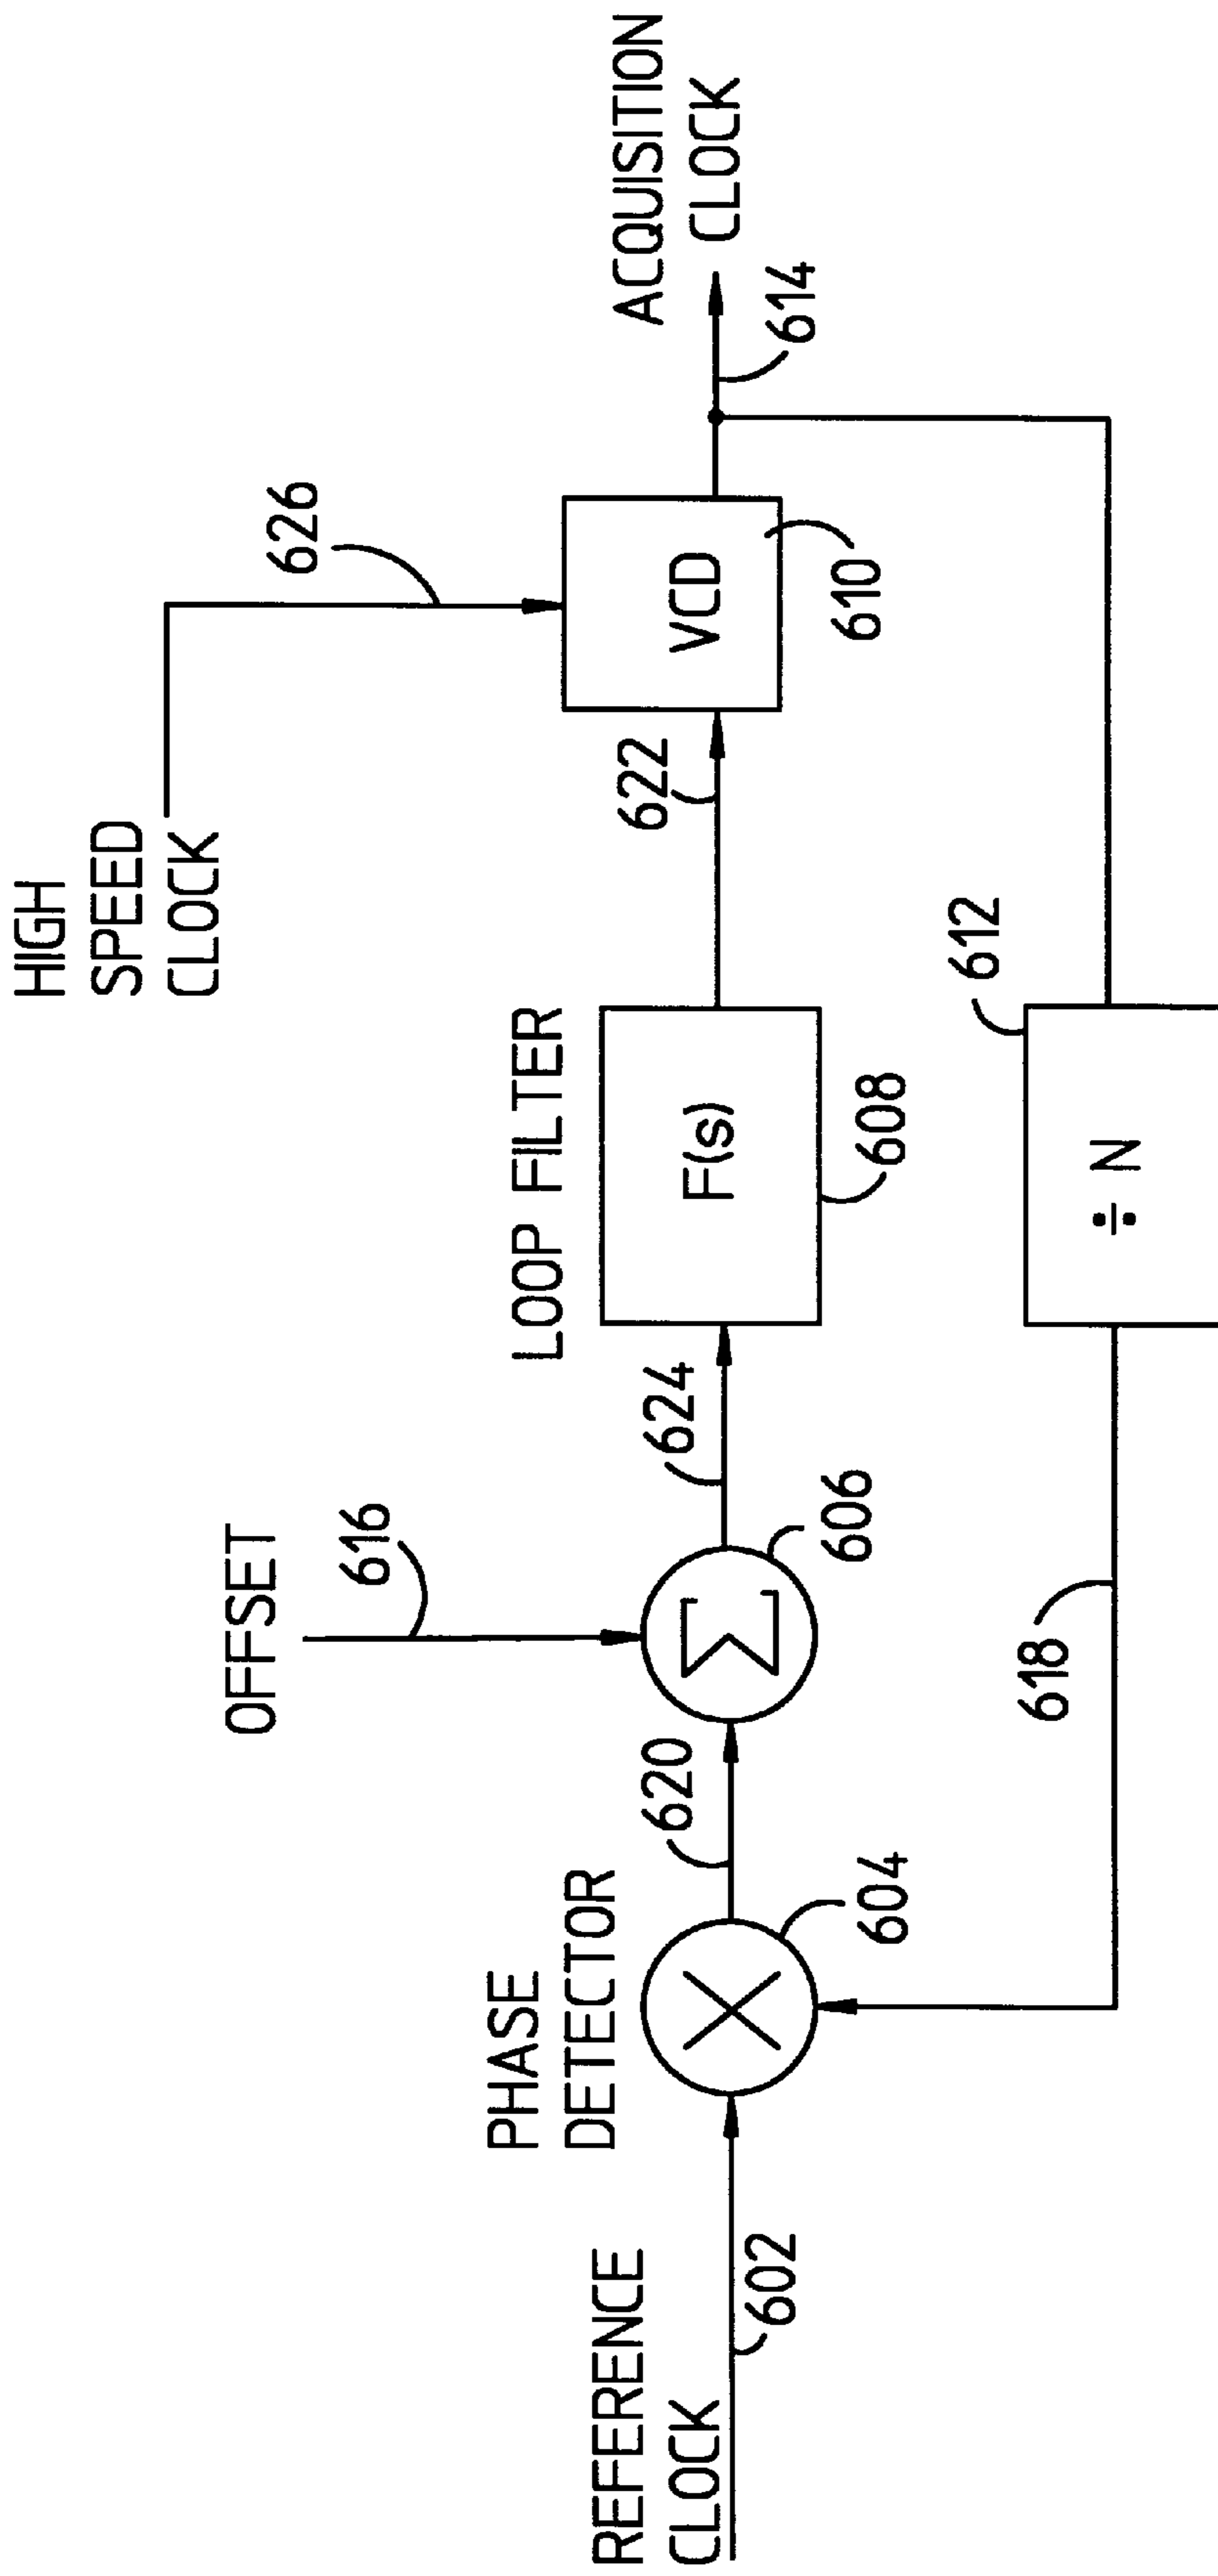 HIGH
SPEED
CLOCK
626
OFFSET
616
ACQUISITION
CLOCK
614
PHASE
DETECTOR
LOOP FILTER
REFERENCE
CLOCK
602
620
Σ
624
F(s)
622
VCD
604
606
608
610
618
612
÷ N